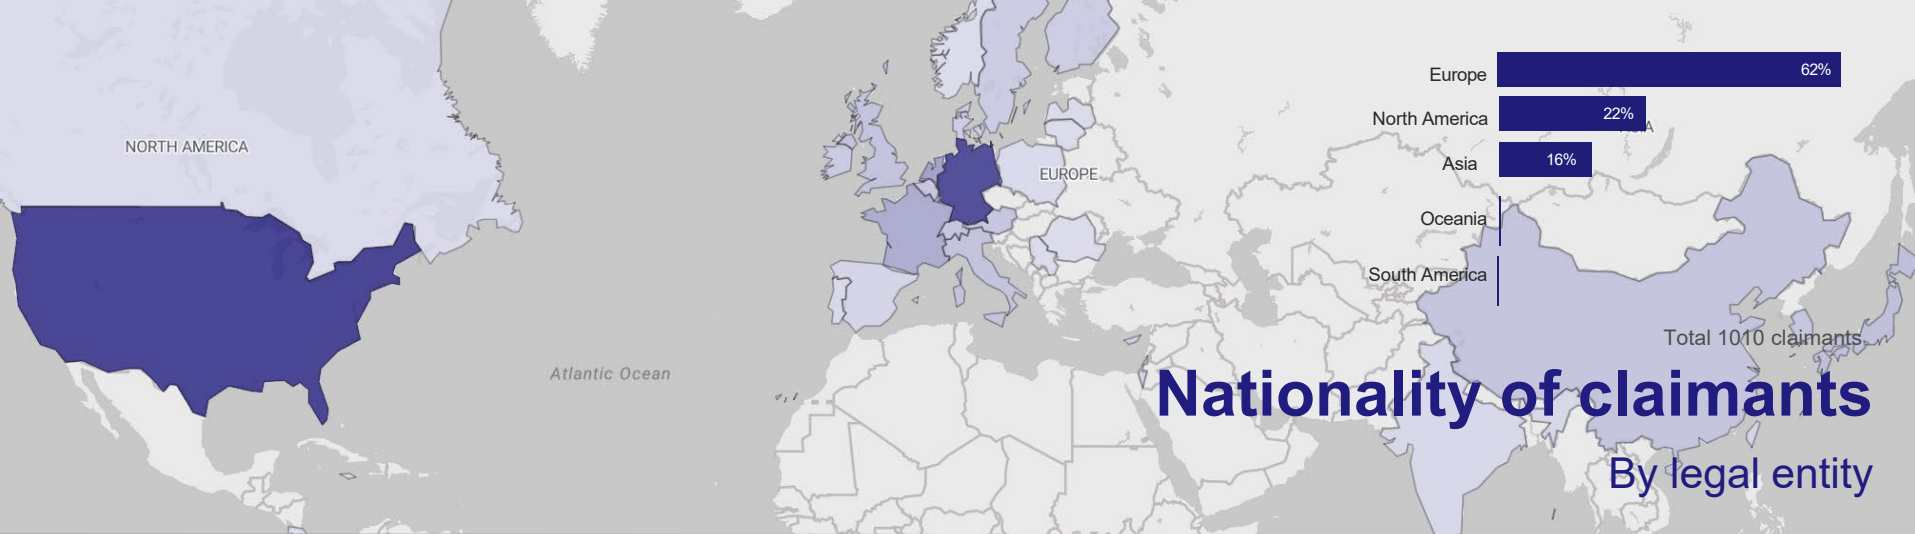 NORTH AMERICA
EUROPE
Atlantic Ocean
Europe 62%
North America 22%
Asia 16%
Oceania
South America
Total 1010 claimants
Nationality of claimants
By legal entity